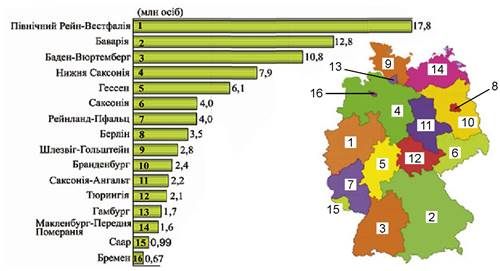 (млн осіб)
Північний Рейн-Вестфалія 1 17,8
Баварія 2 12,8
Баден-Вюртемберг 3 10,8
Нижня Саксонія 4 7,9
Гессен 5 6,1
Саксонія 6 4,0
Рейнланд-Пфальц 7 4,0
Берлін 8 3,5
Шлезвіг-Гольштейн 9 2,8
Бранденбург 10 2,4
Саксонія-Ангальт 11 2,2
Тюрингія 12 2,1
Гамбург 13 1,7
Макленбург-Передня
Померанія 14 1,6
Саар 15 0,99
Бремен 16 0,67
9
14
13
16
8
4
10
11
1
6
12
5
7
15
3
2